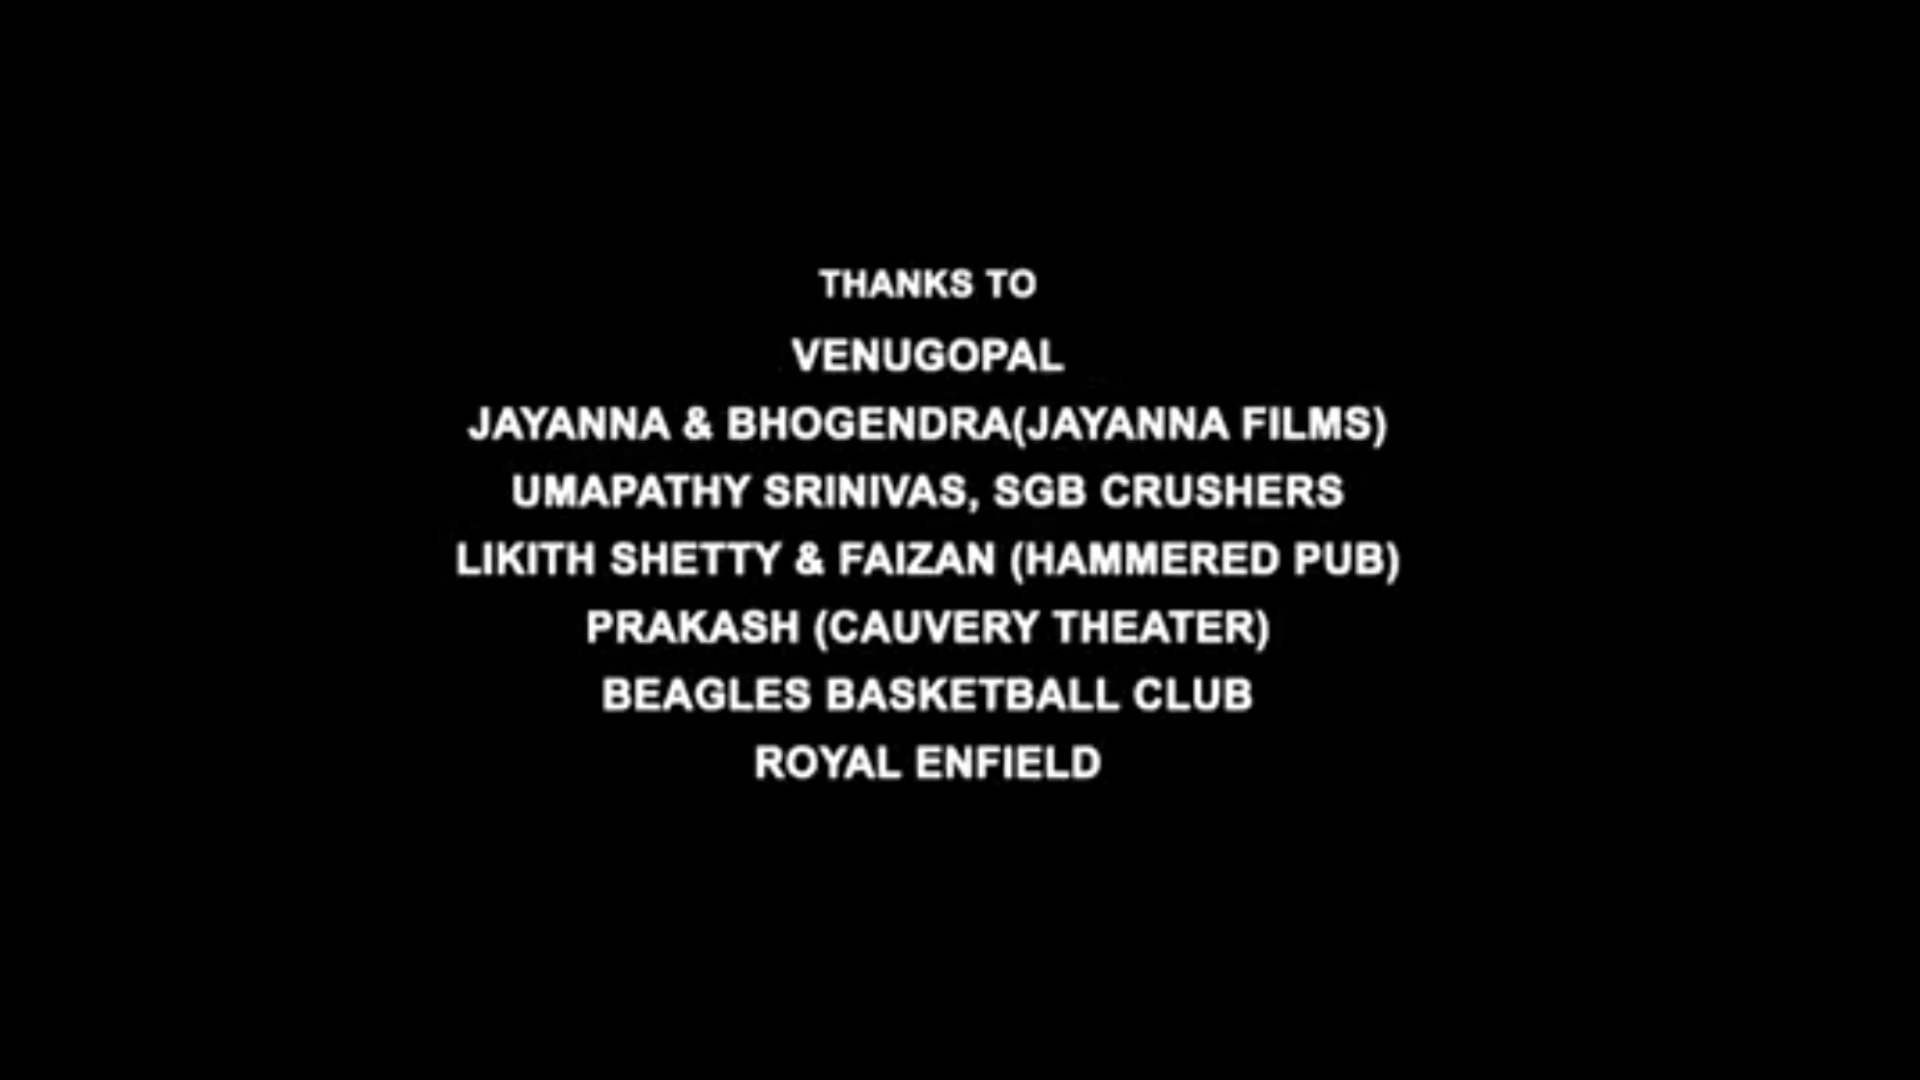 THANKS TO
VENUGOPAL
JAYANNA & BHOGENDRA(JAYANNA FILMS)
UMAPATHY SRINIVAS, SGB CRUSHERS
LIKITH SHETTY & FAIZAN (HAMMERED PUB)
PRAKASH (CAUVERY THEATER)
BEAGLES BASKETBALL CLUB
ROYAL ENFIELD